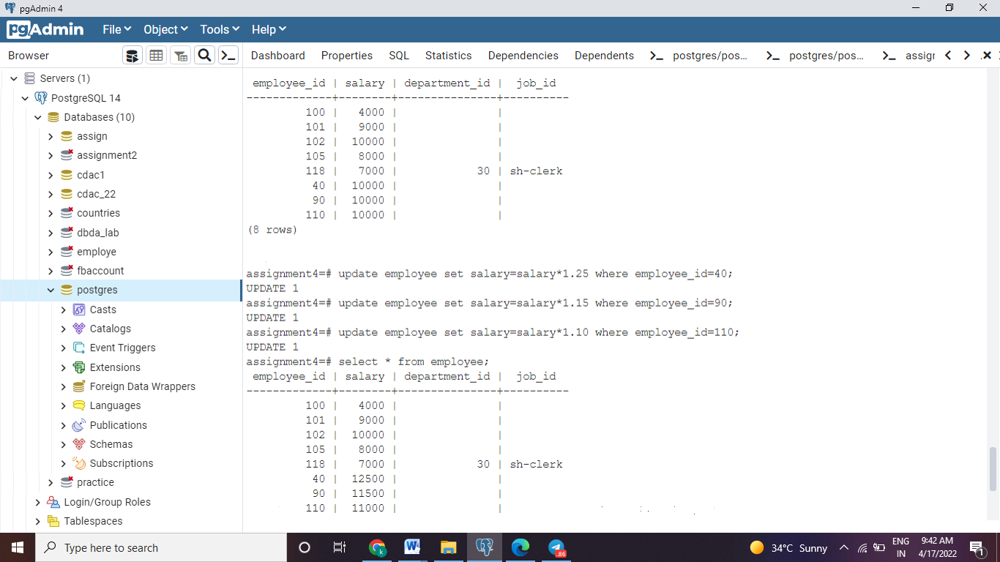 pgAdmin 4
pgAdmin File Object Tools Help
Browser
Dashboard Properties SQL Statistics Dependencies Dependents postgres/pos... postgres/pos... assigr
Servers (1)
PostgreSQL 14
Databases (10)
assign
assignment2
cdac1
cdac_22
countries
dbda_lab
employe
fbaccount
postgres
Casts
Catalogs
Event Triggers
Extensions
Foreign Data Wrappers
Languages
Publications
Schemas
Subscriptions
practice
Login/Group Roles
Tablespaces
employee_id | salary | department_id | job_id
-------------+--------+---------------+----------
100 | 4000 | |
101 | 9000 | |
102 | 10000 | |
105 | 8000 | |
118 | 7000 | 30 | sh-clerk
40 | 10000 | |
90 | 10000 | |
110 | 10000 | |
(8 rows)
assignment4=# update employee set salary=salary*1.25 where employee_id=40;
UPDATE 1
assignment4=# update employee set salary=salary*1.15 where employee_id=90;
UPDATE 1
assignment4=# update employee set salary=salary*1.10 where employee_id=110;
UPDATE 1
assignment4=# select * from employee;
employee_id | salary | department_id | job_id
-------------+--------+---------------+----------
100 | 4000 | |
101 | 9000 | |
102 | 10000 | |
105 | 8000 | |
118 | 7000 | 30 | sh-clerk
40 | 12500 | |
90 | 11500 | |
110 | 11000 | |
Type here to search
.86
34°C Sunny
ENG
IN
9:42 AM
4/17/2022
1